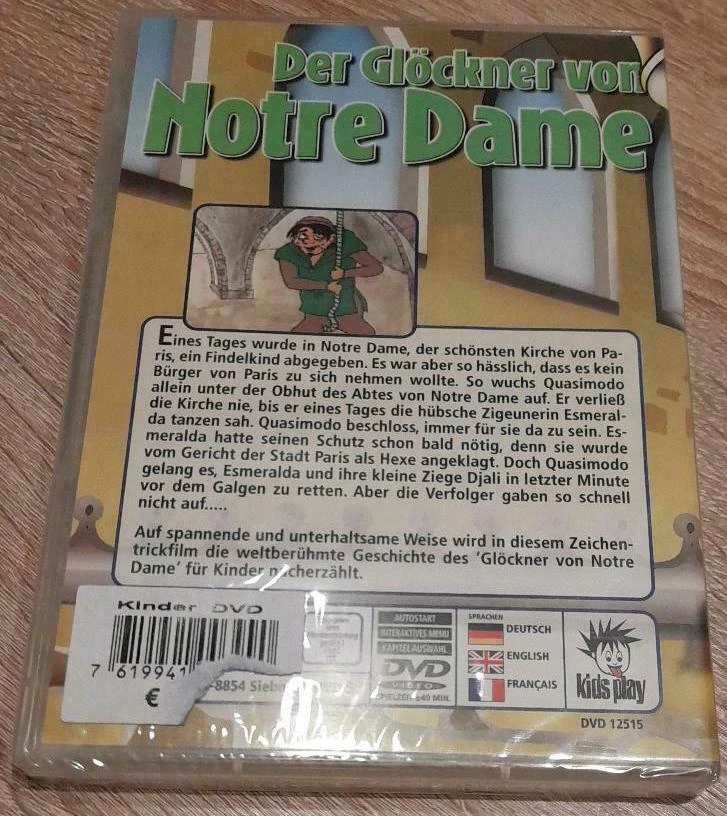 Der Glöckner von
Notre Dame
Eines Tages wurde in Notre Dame, der schönsten Kirche von Pa-
ris, ein Findelkind abgegeben. Es war aber so hässlich, dass es kein
Bürger von Paris zu sich nehmen wollte. So wuchs Quasimodo
allein unter der Obhut des Abtes von Notre Dame auf. Er verließ
die Kirche nie, bis er eines Tages die hübsche Zigeunerin Esmeral-
da tanzen sah. Quasimodo beschloss, immer für sie da zu sein. Es-
meralda hatte seinen Schutz schon bald nötig, denn sie wurde
vom Gericht der Stadt Paris als Hexe angeklagt. Doch Quasimodo
gelang es, Esmeralda und ihre kleine Ziege Djali in letzter Minute
vor dem Galgen zu retten. Aber die Verfolger gaben so schnell
nicht auf.....
Auf spannende und unterhaltsame Weise wird in diesem Zeichen-
trickfilm die weltberühmte Geschichte des 'Glöckner von Notre
Dame' für Kinder nacherzählt.
Kinder DVD
7 619941
€
-8854 Sieb
AUTOSTART
INTERAKTIVES MENÜ
KAPITELAUSWAHL
DVD
VIDEO
40 MIN.
SPRACHEN
DEUTSCH
ENGLISH
FRANÇAIS
kids play
DVD 12515